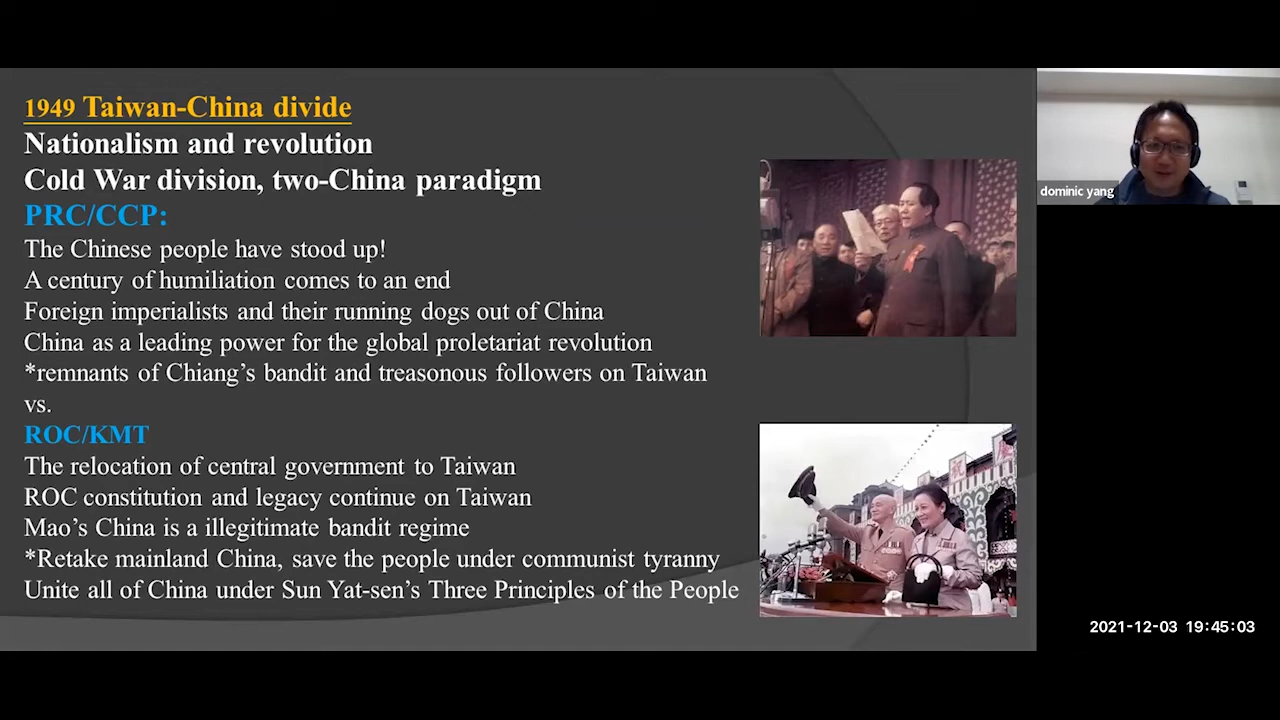 1949 Taiwan-China divide
Nationalism and revolution
Cold War division, two-China paradigm
PRC/CCP:
The Chinese people have stood up!
A century of humiliation comes to an end
Foreign imperialists and their running dogs out of China
China as a leading power for the global proletariat revolution
*remnants of Chiang’s bandit and treasonous followers on Taiwan
vs.
ROC/KMT
The relocation of central government to Taiwan
ROC constitution and legacy continue on Taiwan
Mao’s China is a illegitimate bandit regime
*Retake mainland China, save the people under communist tyranny
Unite all of China under Sun Yat-sen’s Three Principles of the People
dominic yang
祝
2021-12-03 19:45:03